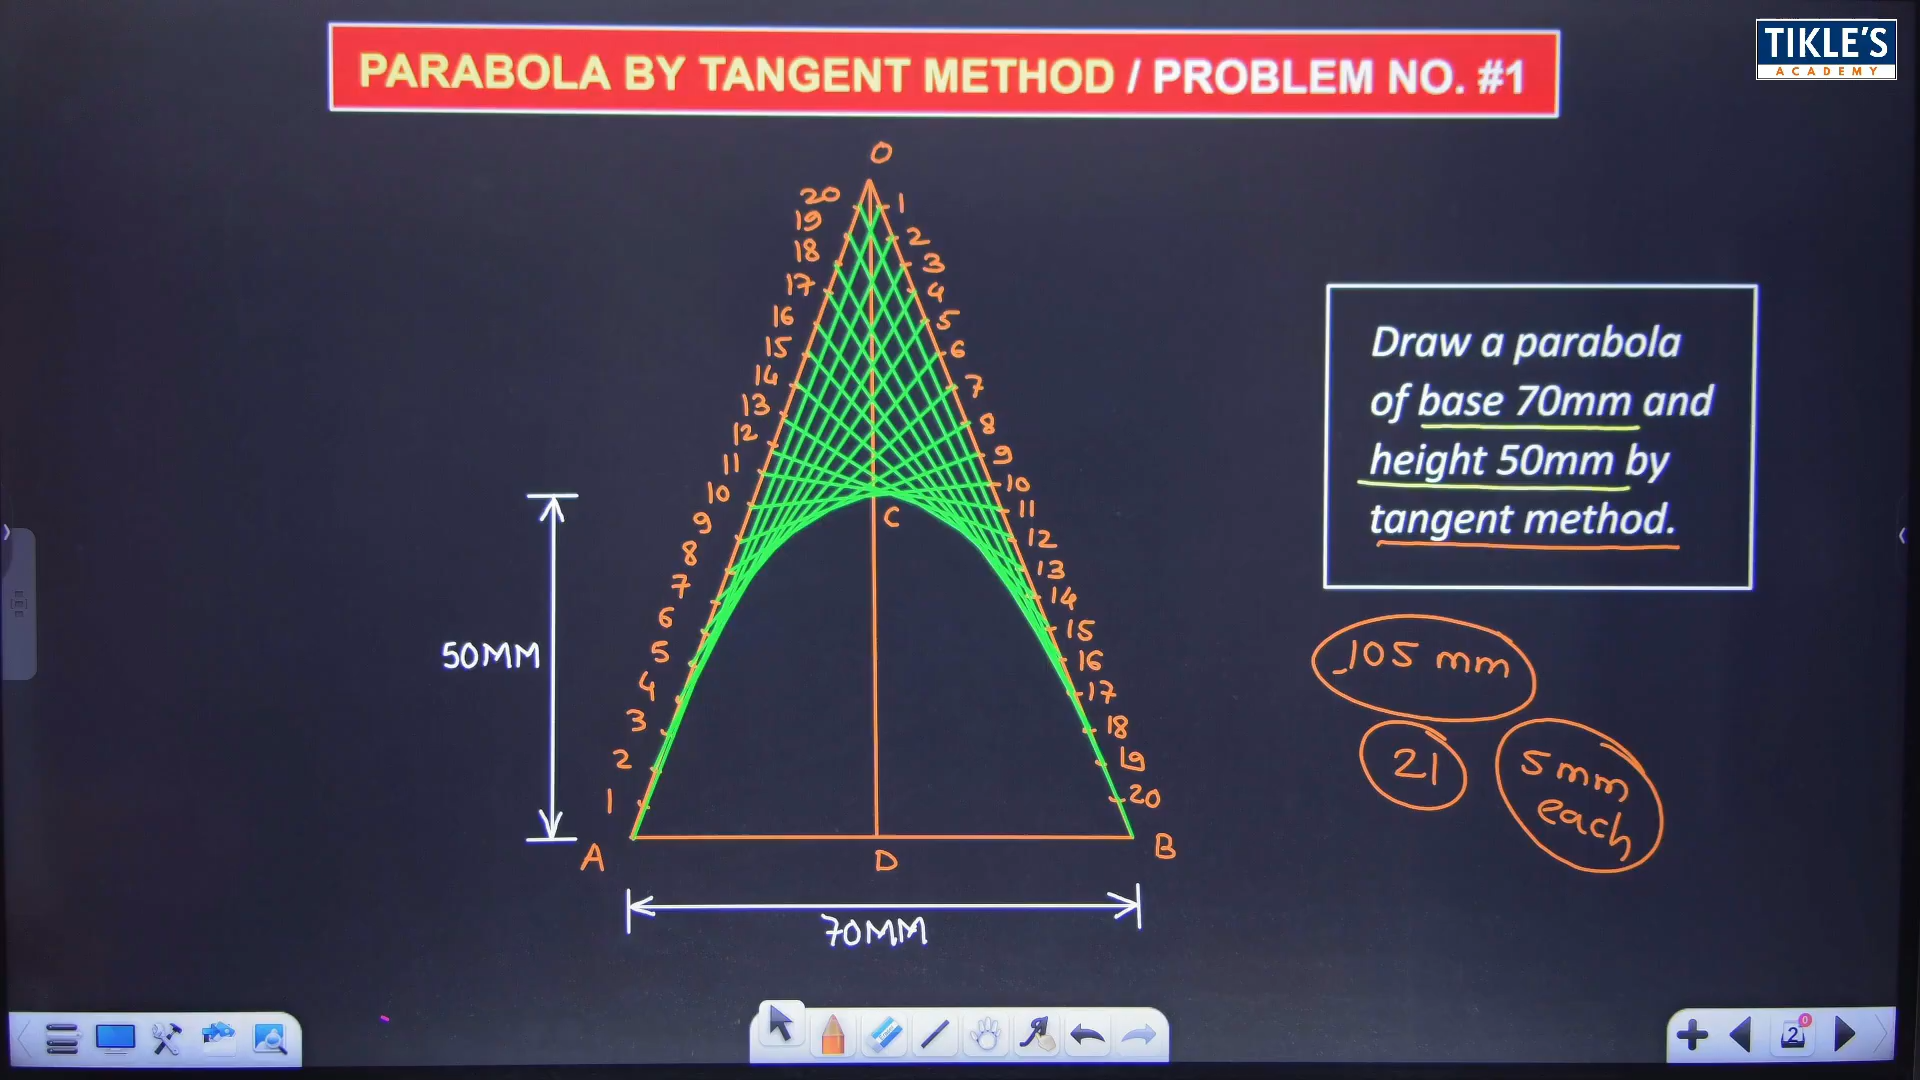 PARABOLA BY TANGENT METHOD / PROBLEM NO. #1
TIKLE'S
ACADEMY
O
20
19
18
17
16
15
14
13
12
11
10
9
8
7
6
5
4
3
2
1
1
2
3
4
5
6
7
8
9
10
11
12
13
14
15
16
17
18
19
20
C
A
D
B
50MM
70MM
Draw a parabola
of base 70mm and
height 50mm by
tangent method.
105 mm
21
5mm
each
2
0